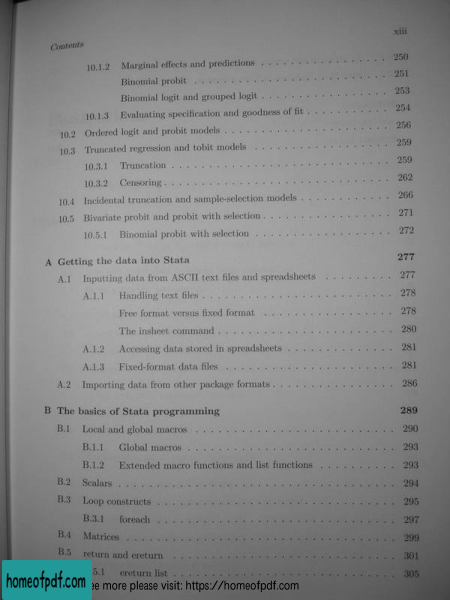 Contents xiii
10.1.2 Marginal effects and predictions 250
Binomial probit 251
Binomial logit and grouped logit 253
10.1.3 Evaluating specification and goodness of fit 254
10.2 Ordered logit and probit models 256
10.3 Truncated regression and tobit models 259
10.3.1 Truncation 259
10.3.2 Censoring 262
10.4 Incidental truncation and sample-selection models 266
10.5 Bivariate probit and probit with selection 271
10.5.1 Binomial probit with selection 272
A Getting the data into Stata 277
A.1 Inputting data from ASCII text files and spreadsheets 277
A.1.1 Handling text files 278
Free format versus fixed format 278
The insheet command 280
A.1.2 Accessing data stored in spreadsheets 281
A.1.3 Fixed-format data files 281
A.2 Importing data from other package formats 286
B The basics of Stata programming 289
B.1 Local and global macros 290
B.1.1 Global macros 293
B.1.2 Extended macro functions and list functions 293
B.2 Scalars 294
B.3 Loop constructs 295
B.3.1 foreach 297
B.4 Matrices 299
B.5 return and ereturn 301
5.1 ereturn list 305
homeofpdf.com
ee more please visit: https://homeofpdf.com